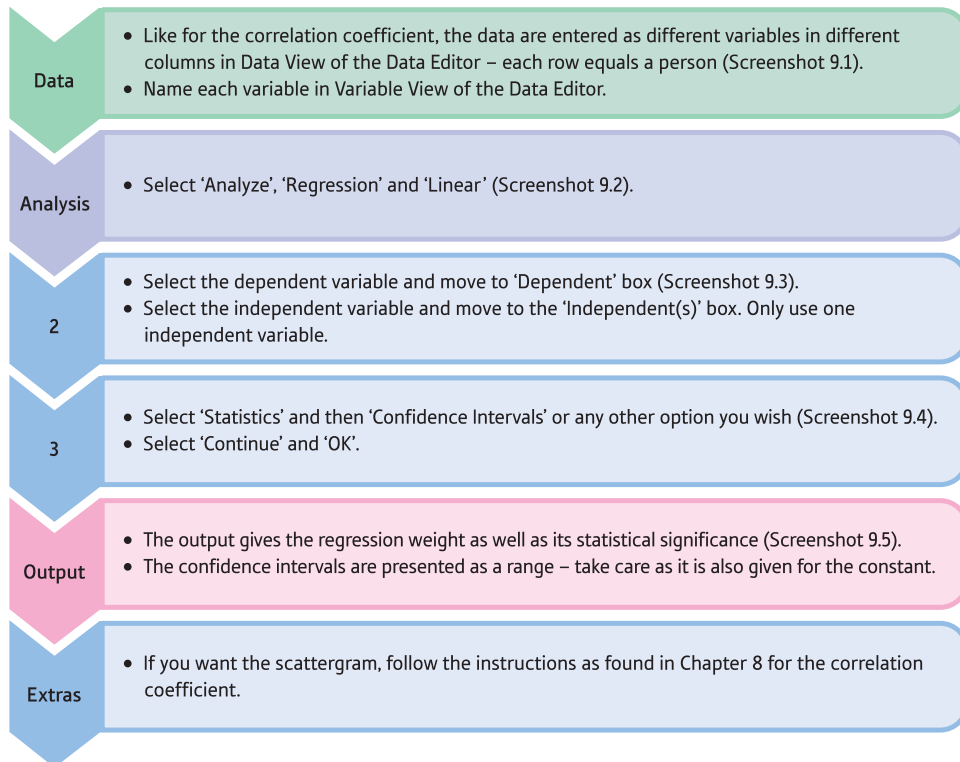 Data
• Like for the correlation coefficient, the data are entered as different variables in different
columns in Data View of the Data Editor – each row equals a person (Screenshot 9.1).
• Name each variable in Variable View of the Data Editor.
Analysis
• Select ‘Analyze’, ‘Regression’ and ‘Linear’ (Screenshot 9.2).
2
• Select the dependent variable and move to ‘Dependent’ box (Screenshot 9.3).
• Select the independent variable and move to the ‘Independent(s)’ box. Only use one
independent variable.
3
• Select ‘Statistics’ and then ‘Confidence Intervals’ or any other option you wish (Screenshot 9.4).
• Select ‘Continue’ and ‘OK’.
Output
• The output gives the regression weight as well as its statistical significance (Screenshot 9.5).
• The confidence intervals are presented as a range – take care as it is also given for the constant.
Extras
• If you want the scattergram, follow the instructions as found in Chapter 8 for the correlation
coefficient.